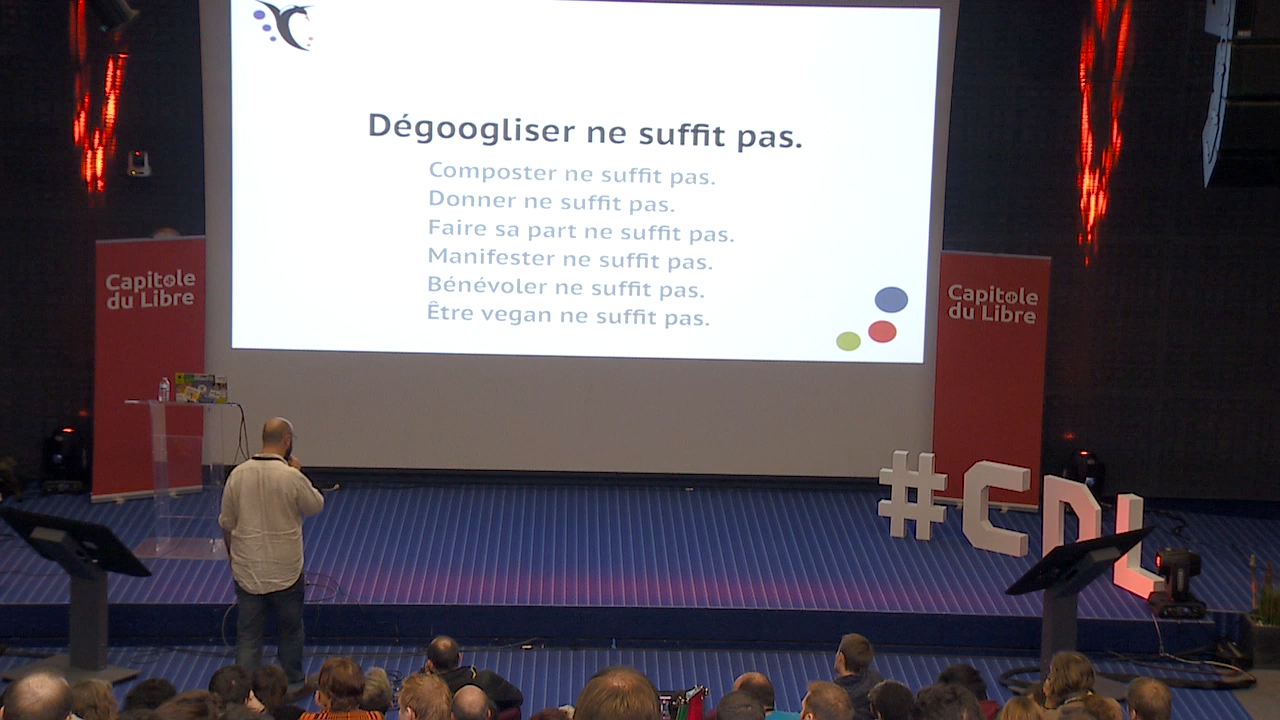 Dégoogliser ne suffit pas.
Composter ne suffit pas.
Donner ne suffit pas.
Faire sa part ne suffit pas.
Manifester ne suffit pas.
Bénévoler ne suffit pas.
Être vegan ne suffit pas.
Capitole
du Libre
Capitole
du Libre
#CDL